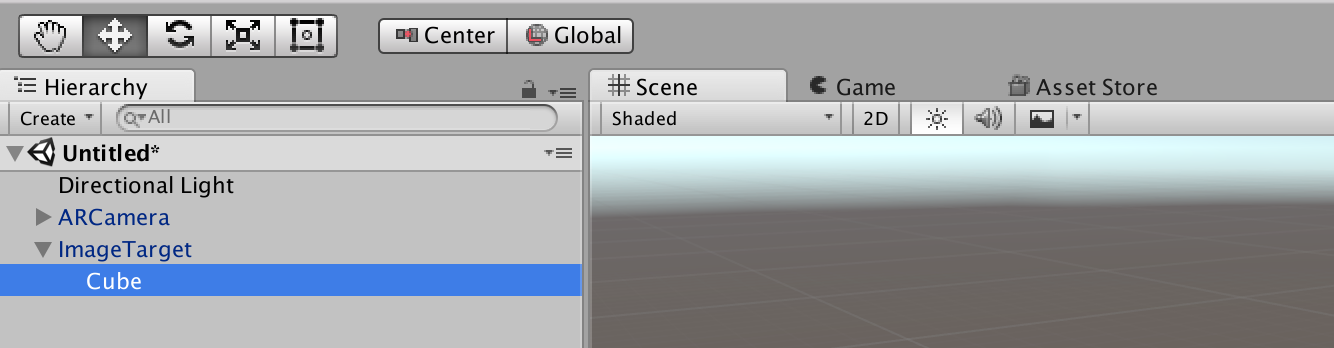 Center Global
Hierarchy
Scene Game Asset Store
Create All
Shaded 2D
Untitled*
Directional Light
ARCamera
ImageTarget
Cube